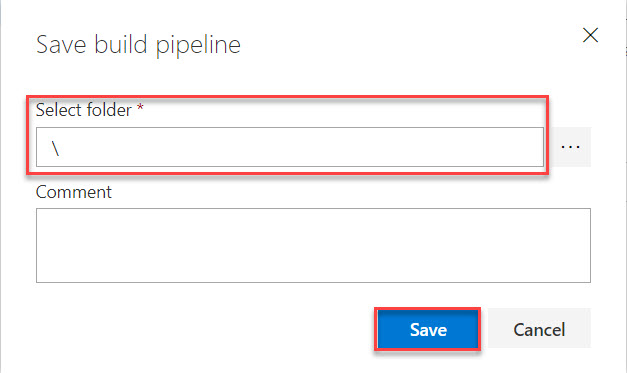 Save build pipeline
Select folder *
\
...
Comment
Save
Cancel